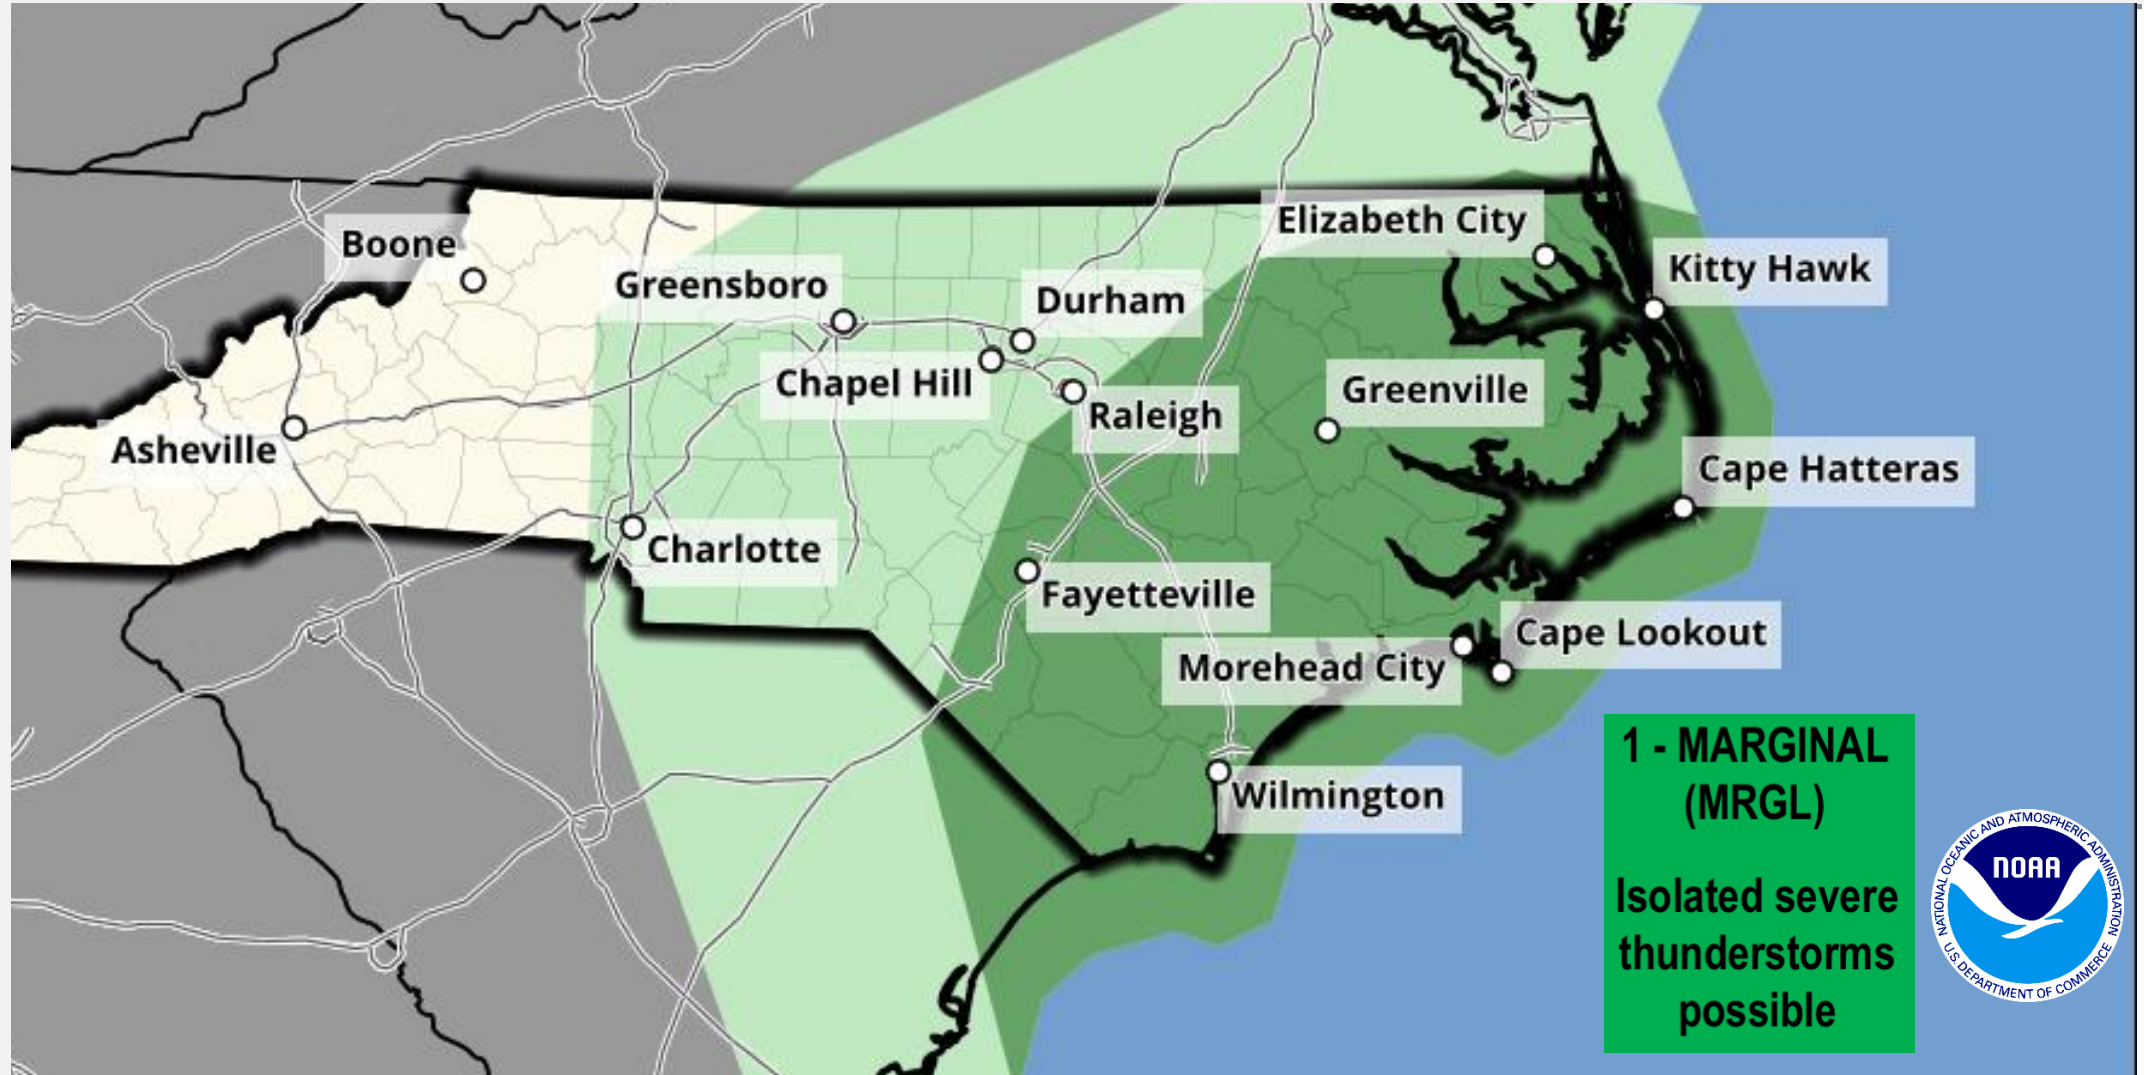 Boone
Elizabeth City
Kitty Hawk
Greensboro
Durham
Chapel Hill
Raleigh
Greenville
Asheville
Cape Hatteras
Charlotte
Fayetteville
Cape Lookout
Morehead City
Wilmington
1 - MARGINAL
(MRGL)
Isolated severe
thunderstorms
possible
NATIONAL OCEANIC AND ATMOSPHERIC ADMINISTRATION
NOAA
U.S. DEPARTMENT OF COMMERCE